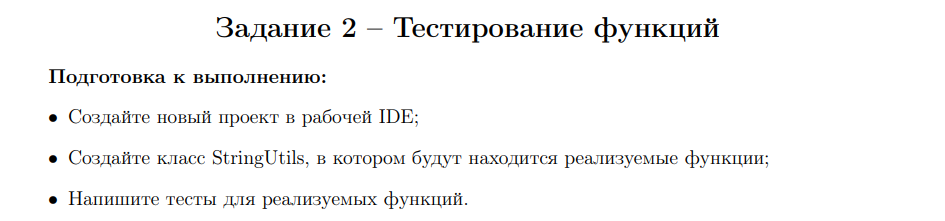 Задание 2 – Тестирование функций
Подготовка к выполнению:
• Создайте новый проект в рабочей IDE;
• Создайте класс StringUtils, в котором будут находится реализуемые функции;
• Напишите тесты для реализуемых функций.